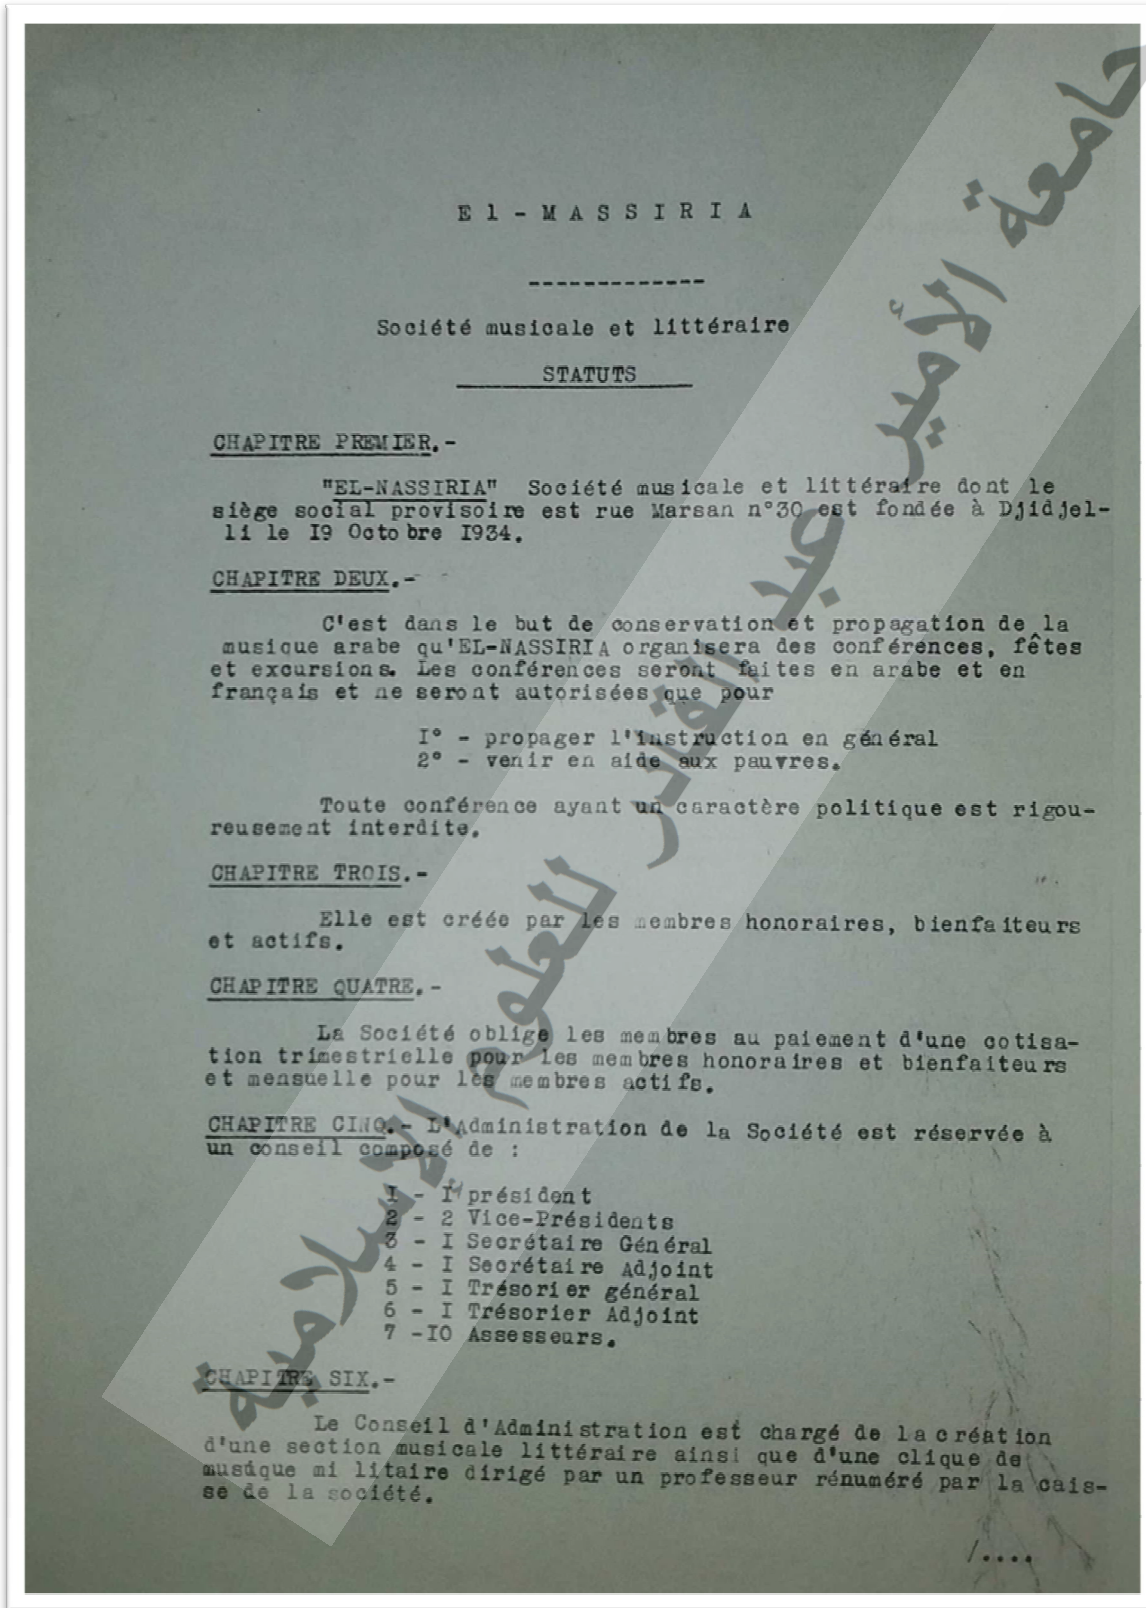 El - MASSIRIA
-------------
Société musicale et littéraire
STATUTS
CHAPITRE PREMIER.-
"EL-NASSIRIA" Société musicale et littéraire dont le
siège social provisoire est rue Marsan n°30 est fondée à Djidjel-
li le I9 Octobre I934.
CHAPITRE DEUX.-
C'est dans le but de conservation et propagation de la
musique arabe qu'EL-NASSIRIA organisera des conférences, fêtes
et excursions. Les conférences seront faites en arabe et en
français et ne seront autorisées que pour
I° - propager l'instruction en général
2° - venir en aide aux pauvres.
Toute conférence ayant un caractère politique est rigou-
reusement interdite.
CHAPITRE TROIS.-
Elle est créée par les membres honoraires, bienfaiteurs
et actifs.
CHAPITRE QUATRE.-
La Société oblige les membres au paiement d'une cotisa-
tion trimestrielle pour les membres honoraires et bienfaiteurs
et mensuelle pour les membres actifs.
CHAPITRE CINQ.- L'Administration de la Société est réservée à
un conseil composé de :
1 - I président
2 - 2 Vice-Présidents
3 - I Secrétaire Général
4 - I Secrétaire Adjoint
5 - I Trésorier général
6 - I Trésorier Adjoint
7 -IO Assesseurs.
CHAPITRE SIX.-
Le Conseil d'Administration est chargé de la création
d'une section musicale littéraire ainsi que d'une clique de
musique militaire dirigé par un professeur rénuméré par la cais-
se de la société.
/....
جامعة الأمير عبد القادر للعلوم الإسلامية